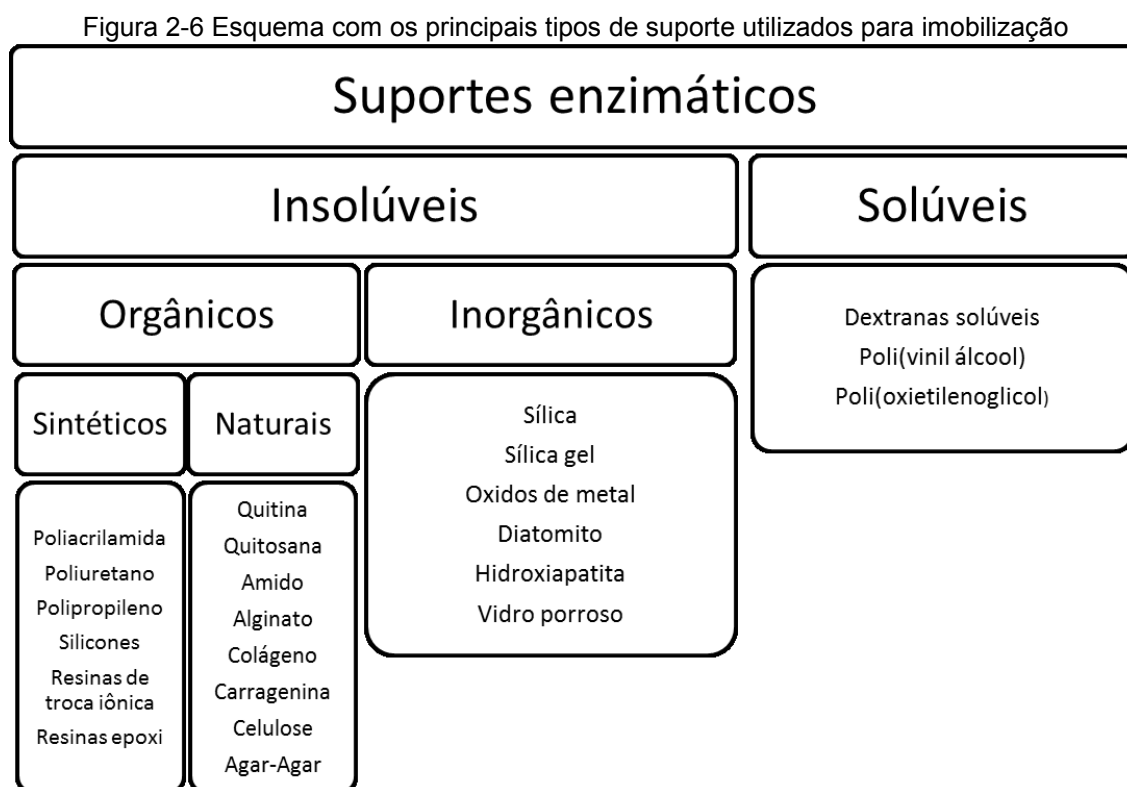 Figura 2-6 Esquema com os principais tipos de suporte utilizados para imobilização
Suportes enzimáticos
Insolúveis
Solúveis
Orgânicos
Inorgânicos
Dextranas solúveis
Poli(vinil álcool)
Poli(oxietilenoglicol)
Sintéticos
Naturais
Sílica
Sílica gel
Oxidos de metal
Diatomito
Hidroxiapatita
Vidro porroso
Poliacrilamida
Poliuretano
Polipropileno
Silicones
Resinas de
troca iônica
Resinas epoxi
Quitina
Quitosana
Amido
Alginato
Colágeno
Carragenina
Celulose
Agar-Agar